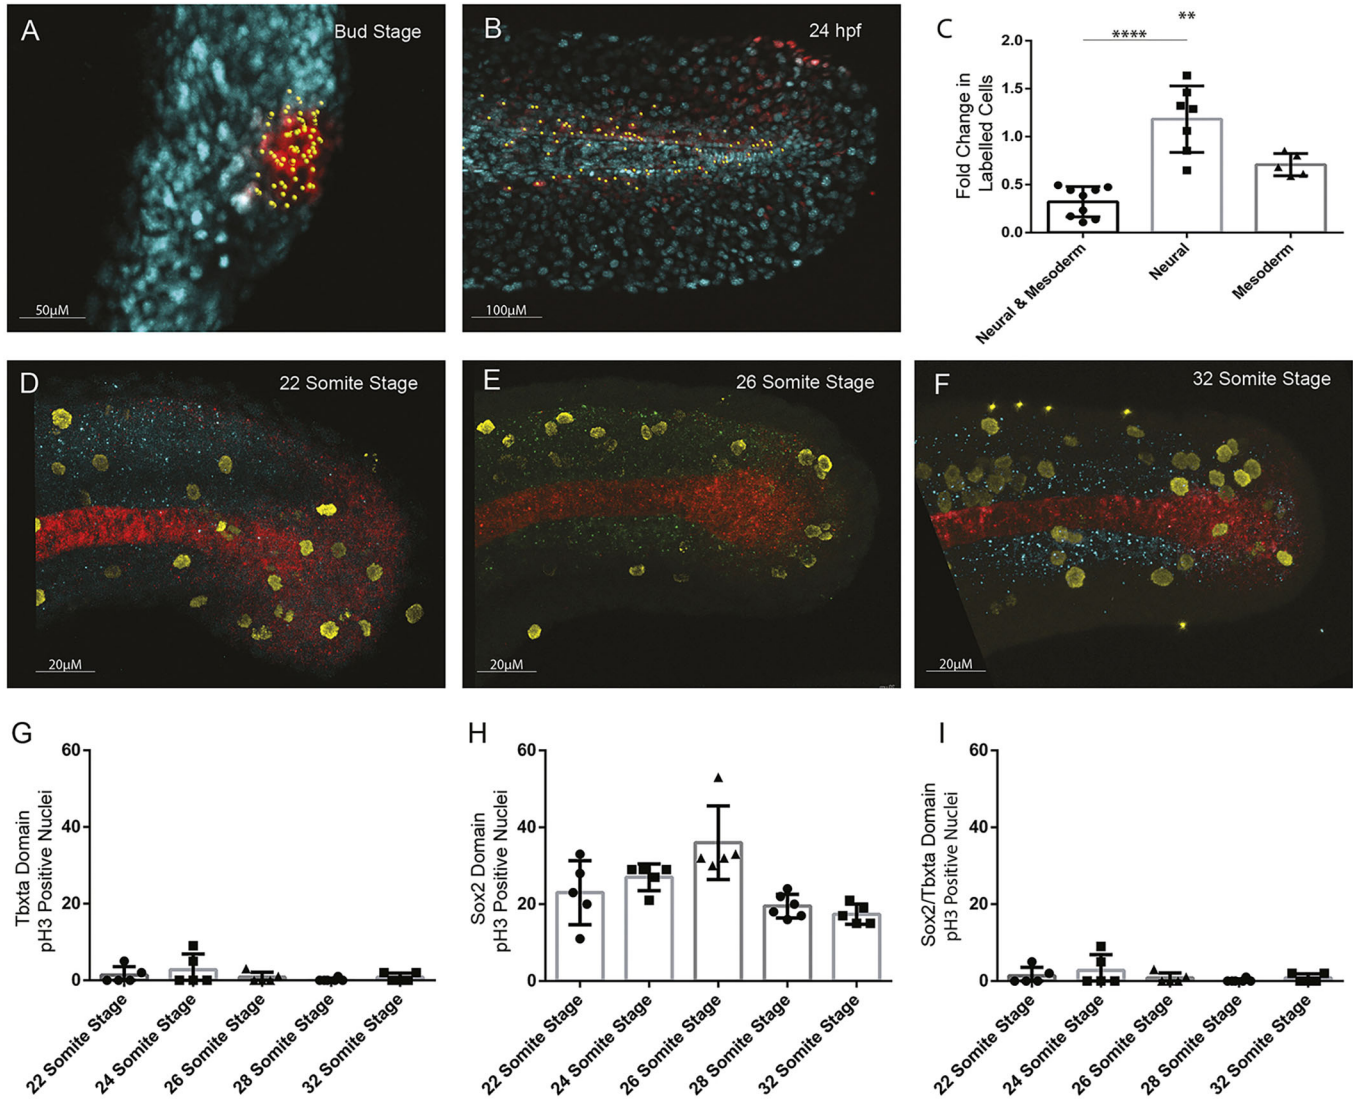 A
Bud Stage
50µM
B
24 hpf
100µM
C
**
****
Fold Change in
Labelled Cells
2.0
1.5
1.0
0.5
0.0
Neural & Mesoderm
Neural
Mesoderm
D
22 Somite Stage
20µM
E
26 Somite Stage
20µM
F
32 Somite Stage
20µM
G
Tbxta Domain
pH3 Positive Nuclei
60
40
20
0
22 Somite Stage
24 Somite Stage
26 Somite Stage
28 Somite Stage
32 Somite Stage
H
Sox2 Domain
pH3 Positive Nuclei
60
40
20
0
22 Somite Stage
24 Somite Stage
26 Somite Stage
28 Somite Stage
32 Somite Stage
I
Sox2/Tbxta Domain
pH3 Positive Nuclei
60
40
20
0
22 Somite Stage
24 Somite Stage
26 Somite Stage
28 Somite Stage
32 Somite Stage